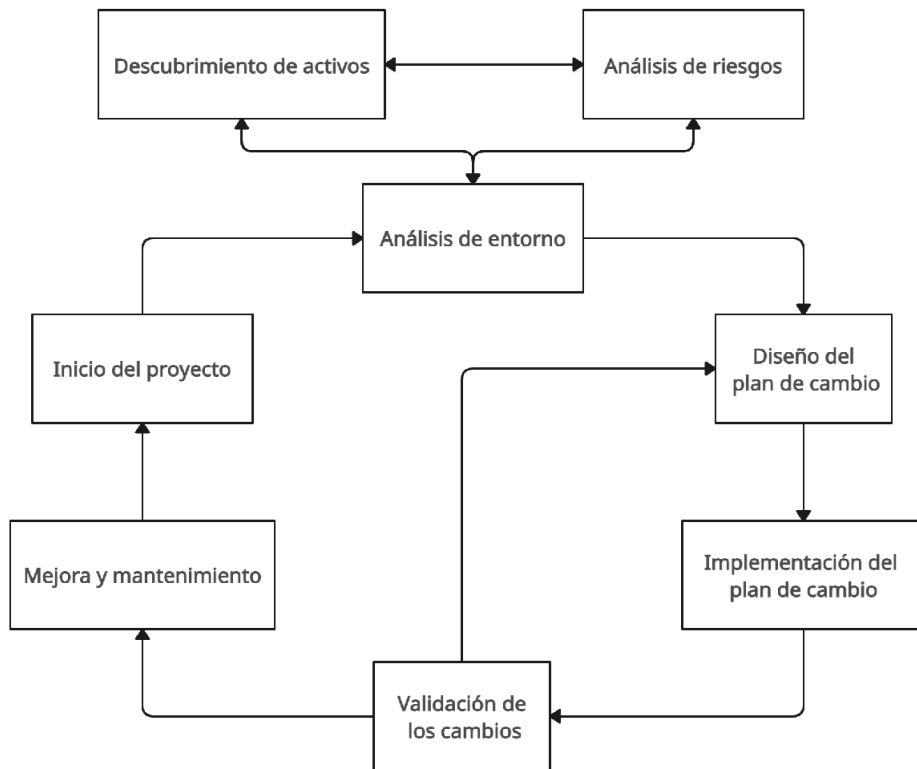 Descubrimiento de activos
Análisis de riesgos
Análisis de entorno
Inicio del proyecto
Diseño del
plan de cambio
Mejora y mantenimiento
Implementación del
plan de cambio
Validación de
los cambios